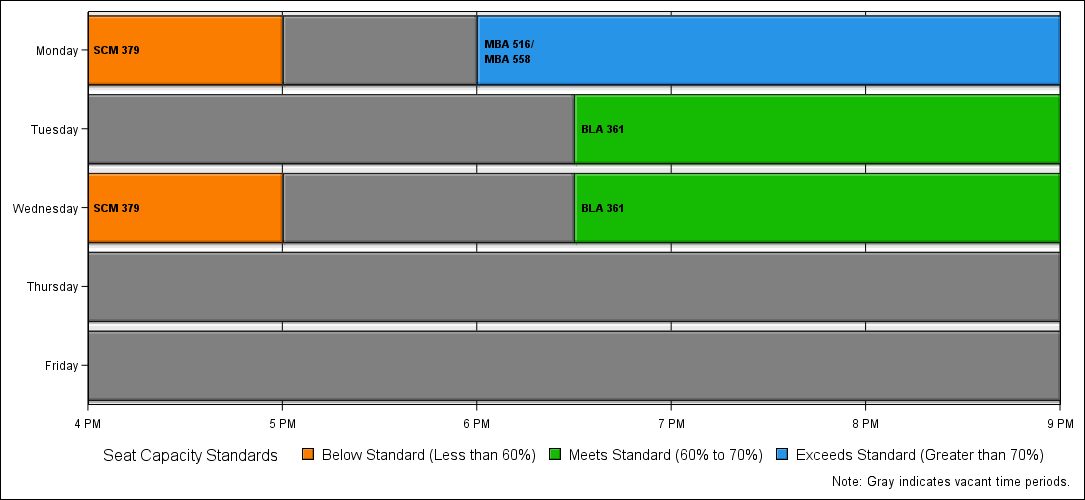 Monday
SCM 379
MBA 516/
MBA 558
Tuesday
BLA 361
Wednesday
SCM 379
BLA 361
Thursday
Friday
4 PM 5 PM 6 PM 7 PM 8 PM 9 PM
Seat Capacity Standards Below Standard (Less than 60%) Meets Standard (60% to 70%) Exceeds Standard (Greater than 70%)
Note: Gray indicates vacant time periods.